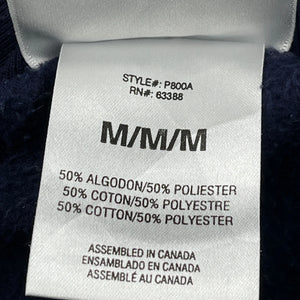 STYLE#: P800A
RN#: 63388
M/M/M
50% ALGODON/50% POLIESTER
50% COTON/50% POLYESTRE
50% COTTON/50% POLYESTER
ASSEMBLED IN CANADA
ENSAMBLADO EN CANADA
ASSEMBLÉ AU CANADA